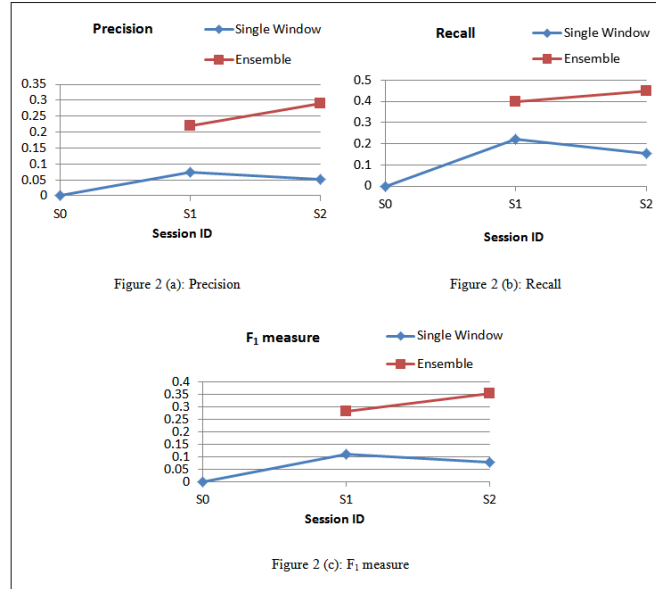 Precision
Single Window
Ensemble
0.35
0.3
0.25
0.2
0.15
0.1
0.05
0
S0 S1 S2
Session ID
Figure 2 (a): Precision
Recall
Single Window
Ensemble
0.5
0.4
0.3
0.2
0.1
0
S0 S1 S2
Session ID
Figure 2 (b): Recall
F₁ measure
Single Window
Ensemble
0.4
0.35
0.3
0.25
0.2
0.15
0.1
0.05
0
S0 S1 S2
Session ID
Figure 2 (c): F₁ measure